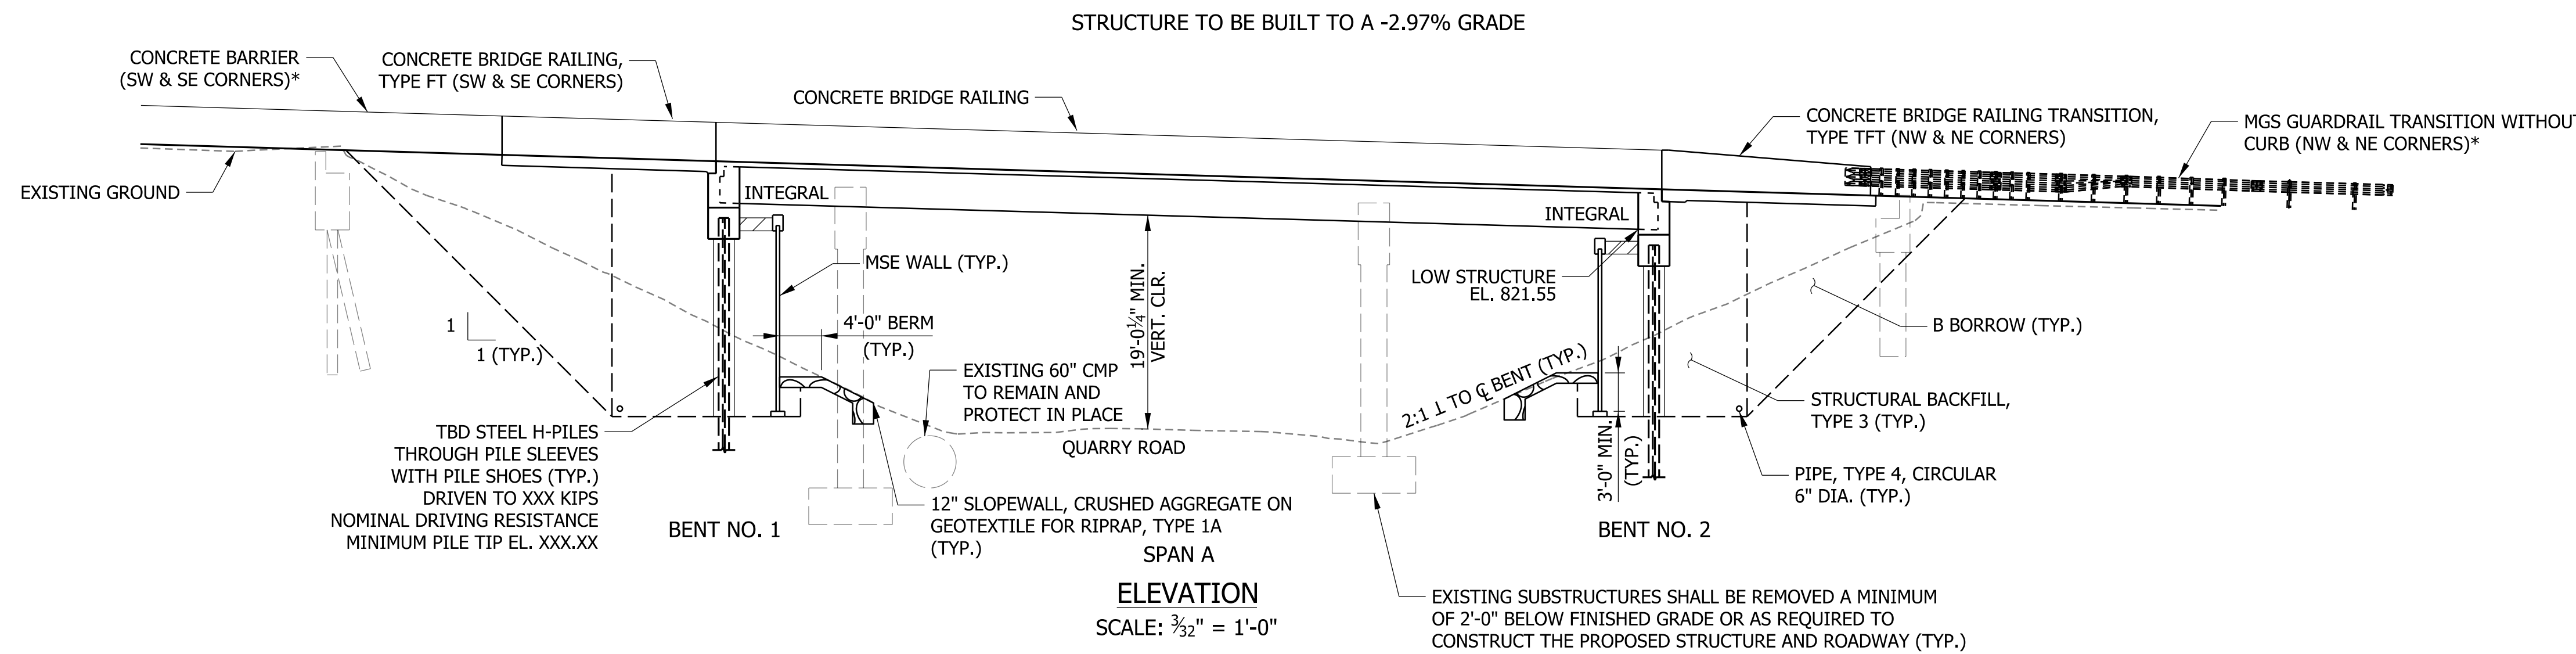 STRUCTURE TO BE BUILT TO A -2.97% GRADE
CONCRETE BARRIER
(SW & SE CORNERS)*
CONCRETE BRIDGE RAILING,
TYPE FT (SW & SE CORNERS)
CONCRETE BRIDGE RAILING
CONCRETE BRIDGE RAILING TRANSITION,
TYPE TFT (NW & NE CORNERS)
MGS GUARDRAIL TRANSITION WITHOUT
CURB (NW & NE CORNERS)*
EXISTING GROUND
INTEGRAL
INTEGRAL
MSE WALL (TYP.)
LOW STRUCTURE
EL. 821.55
19'-0¼" MIN.
VERT. CLR.
4'-0" BERM
(TYP.)
1
1 (TYP.)
B BORROW (TYP.)
EXISTING 60" CMP
TO REMAIN AND
PROTECT IN PLACE
2:1 ⊥ TO ℄ BENT (TYP.)
STRUCTURAL BACKFILL,
TYPE 3 (TYP.)
QUARRY ROAD
3'-0" MIN.
(TYP.)
TBD STEEL H-PILES
THROUGH PILE SLEEVES
WITH PILE SHOES (TYP.)
DRIVEN TO XXX KIPS
NOMINAL DRIVING RESISTANCE
MINIMUM PILE TIP EL. XXX.XX
PIPE, TYPE 4, CIRCULAR
6" DIA. (TYP.)
12" SLOPEWALL, CRUSHED AGGREGATE ON
GEOTEXTILE FOR RIPRAP, TYPE 1A
(TYP.)
BENT NO. 1
BENT NO. 2
SPAN A
ELEVATION
SCALE: 3⁄32" = 1'-0"
EXISTING SUBSTRUCTURES SHALL BE REMOVED A MINIMUM
OF 2'-0" BELOW FINISHED GRADE OR AS REQUIRED TO
CONSTRUCT THE PROPOSED STRUCTURE AND ROADWAY (TYP.)